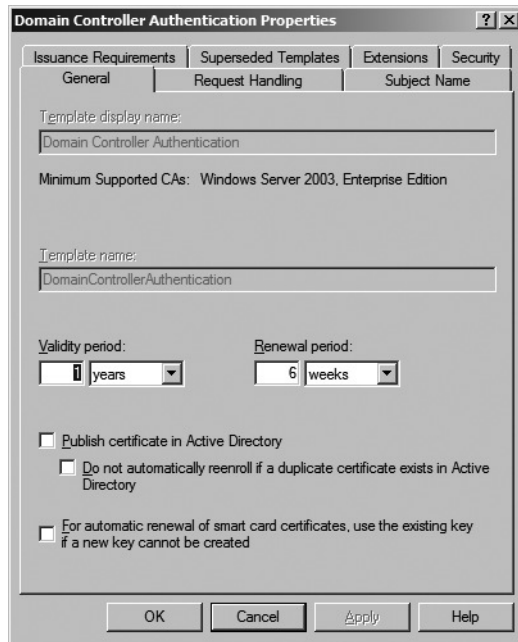 Domain Controller Authentication Properties
Issuance Requirements Superseded Templates Extensions Security
General Request Handling Subject Name
Template display name:
Domain Controller Authentication
Minimum Supported CAs: Windows Server 2003, Enterprise Edition
Template name:
DomainControllerAuthentication
Validity period: Renewal period:
1 years 6 weeks
Publish certificate in Active Directory
Do not automatically reenroll if a duplicate certificate exists in Active
Directory
For automatic renewal of smart card certificates, use the existing key
if a new key cannot be created
OK Cancel Apply Help